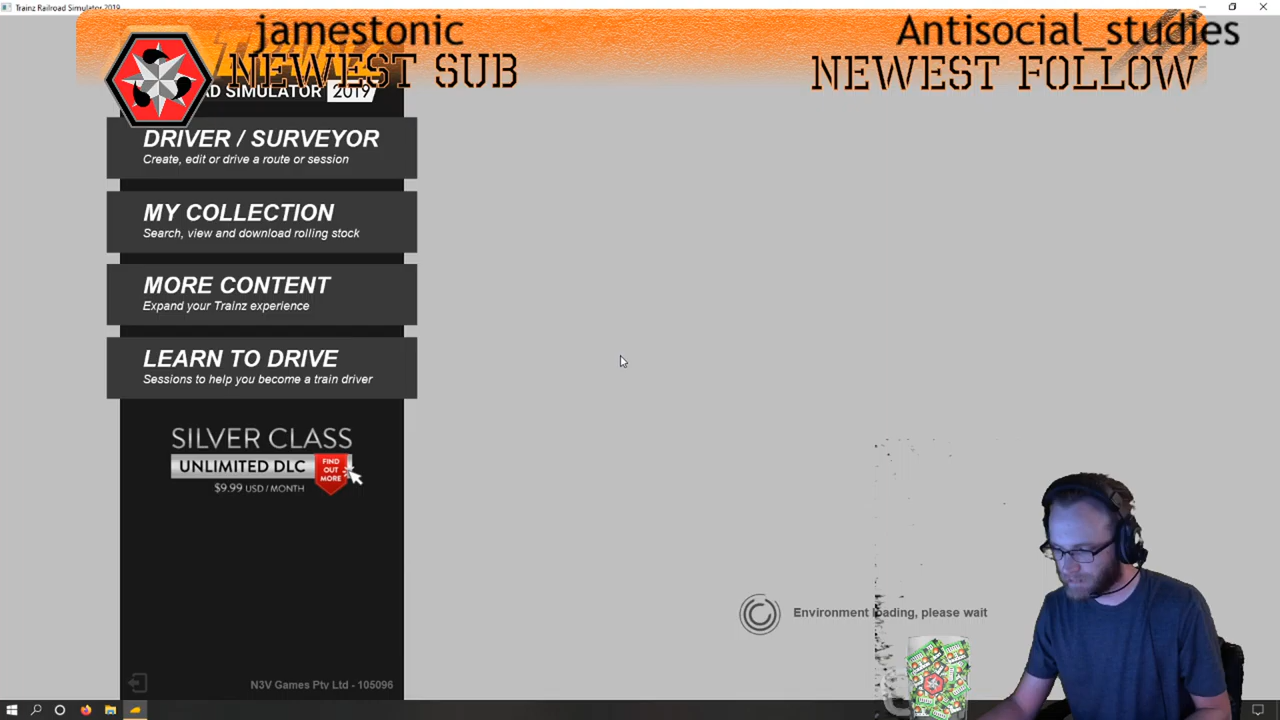 Trainz Railroad Simulator 2019
jamestonic
NEWEST SUB
Antisocial_studies
NEWEST FOLLOW
SIMULATOR 2019
DRIVER / SURVEYOR
Create, edit or drive a route or session
MY COLLECTION
Search, view and download rolling stock
MORE CONTENT
Expand your Trainz experience
LEARN TO DRIVE
Sessions to help you become a train driver
SILVER CLASS
UNLIMITED DLC
FIND
OUT
MORE
$9.99 USD / MONTH
Environment loading, please wait
N3V Games Pty Ltd - 105096